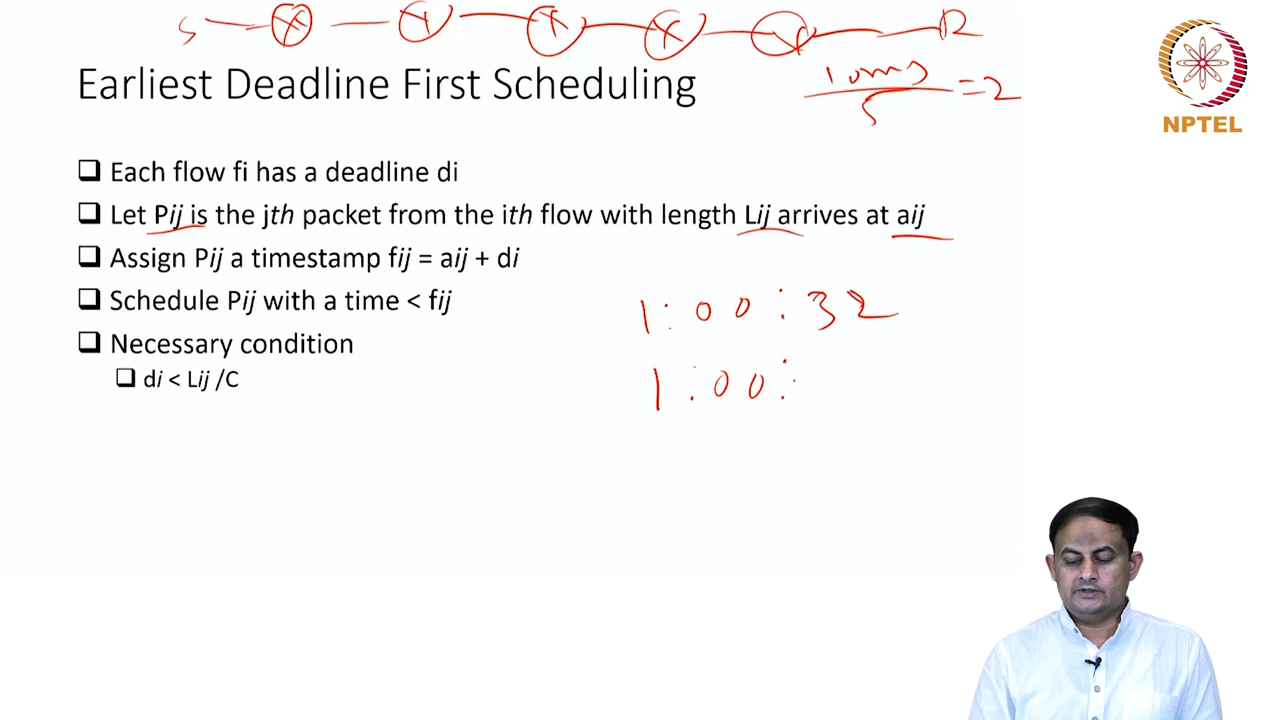 S R
Earliest Deadline First Scheduling
10ms
5 = 2
NPTEL
❑ Each flow fi has a deadline di
❑ Let Pij is the jth packet from the ith flow with length Lij arrives at aij
❑ Assign Pij a timestamp fij = aij + di
❑ Schedule Pij with a time < fij
1:00:32
❑ Necessary condition
❑ di < Lij /C
1:00: